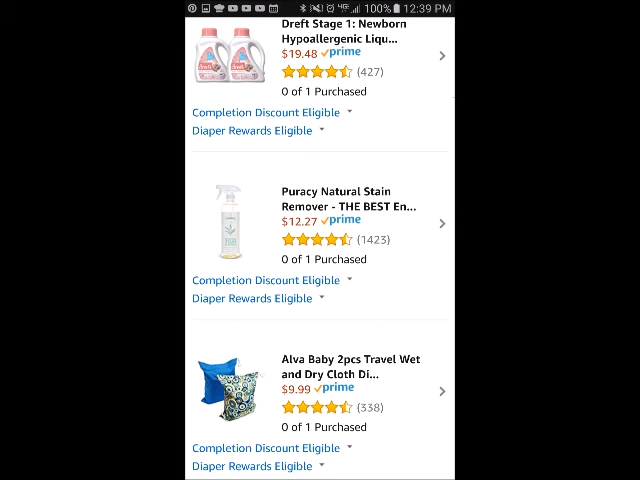 100% 12:39 PM
Dreft Stage 1: Newborn
Hypoallergenic Liqu...
$19.48 prime
(427)
0 of 1 Purchased
Completion Discount Eligible
Diaper Rewards Eligible
Puracy Natural Stain
Remover - THE BEST En...
$12.27 prime
(1423)
0 of 1 Purchased
Completion Discount Eligible
Diaper Rewards Eligible
Alva Baby 2pcs Travel Wet
and Dry Cloth Di...
$9.99 prime
(338)
0 of 1 Purchased
Completion Discount Eligible
Diaper Rewards Eligible